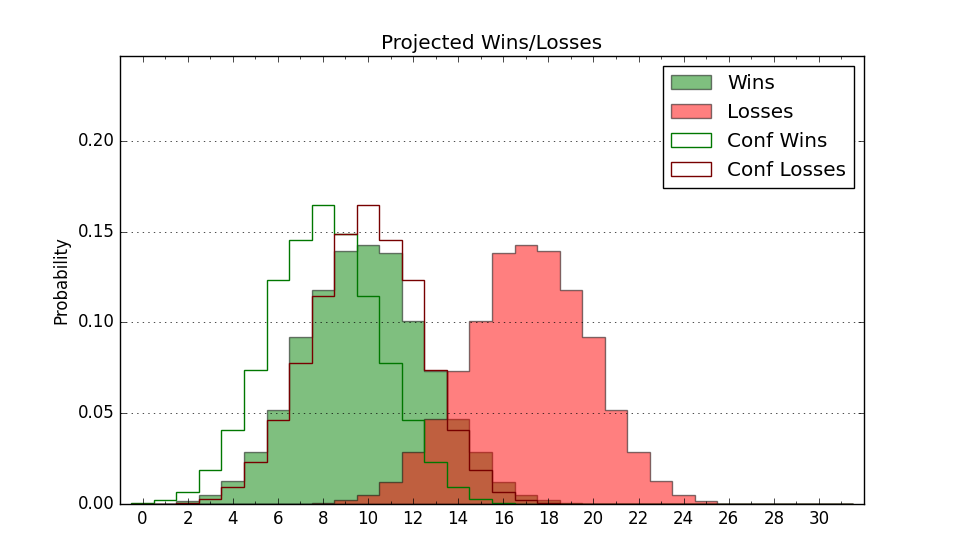 Projected Wins/Losses
Wins
Losses
Conf Wins
Conf Losses
Probability
0.20
0.15
0.10
0.05
0.00
0 2 4 6 8 10 12 14 16 18 20 22 24 26 28 30